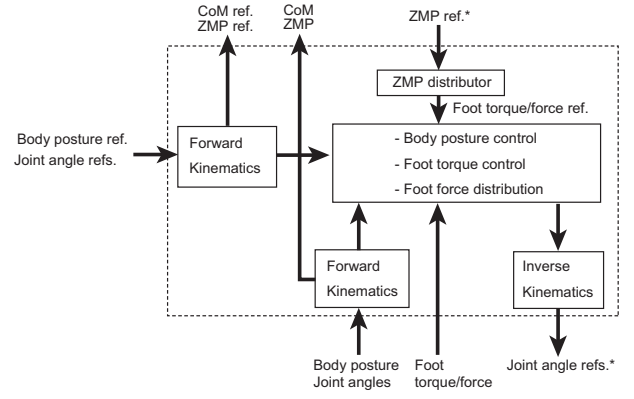 CoM ref.
ZMP ref.
CoM
ZMP
ZMP ref.*
ZMP distributor
Foot torque/force ref.
Body posture ref.
Joint angle refs.
Forward
Kinematics
- Body posture control
- Foot torque control
- Foot force distribution
Forward
Kinematics
Inverse
Kinematics
Body posture
Joint angles
Foot
torque/force
Joint angle refs.*